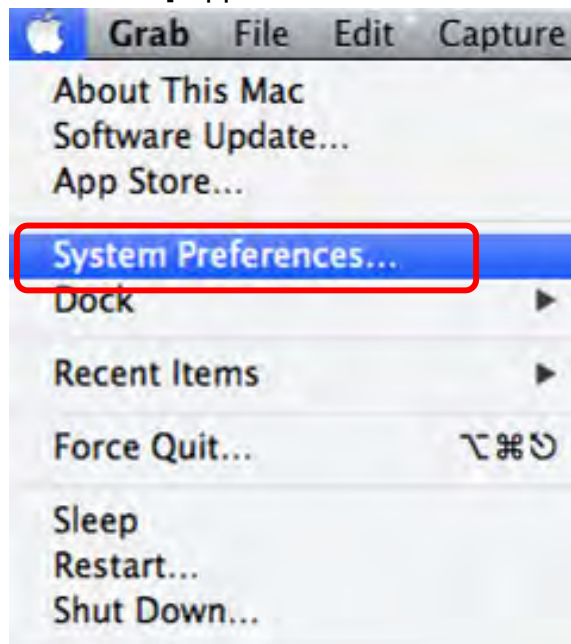 Grab File Edit Capture
About This Mac
Software Update...
App Store...
System Preferences...
Dock ▶
Recent Items ▶
Force Quit... ⌥⌘⎋
Sleep
Restart...
Shut Down...